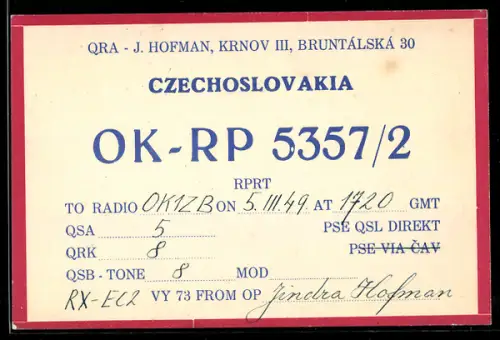 QRA - J. HOFMAN, KRNOV III, BRUNTÁLSKÁ 30
CZECHOSLOVAKIA
OK-RP 5357/2
RPRT
TO RADIO OK1ZB ON 5.III.49 AT 1720 GMT
QSA 5 PSE QSL DIREKT
QRK 8 PSE VIA ČAV
QSB - TONE 8 MOD
RX-EL2 VY 73 FROM OP Jindra Hofman